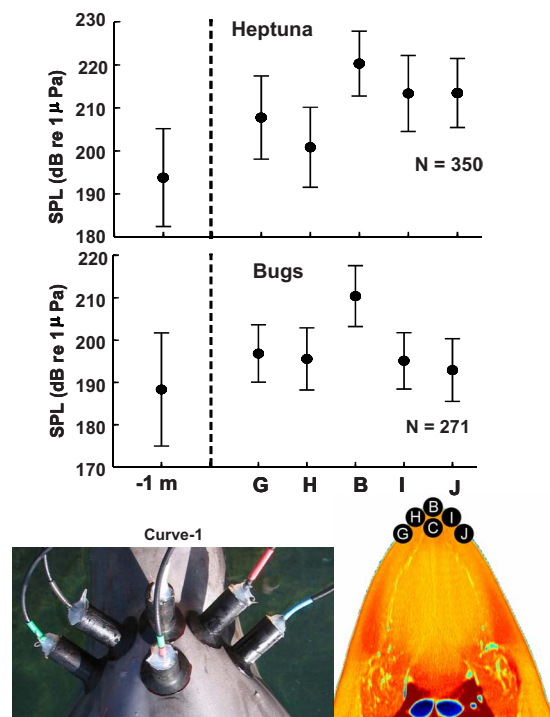 Heptuna
SPL (dB re 1 μ Pa)
230
220
210
200
190
180
N = 350
Bugs
SPL (dB re 1 μ Pa)
220
210
200
190
180
170
N = 271
-1 m G H B I J
Curve-1
B
H I
C
G J